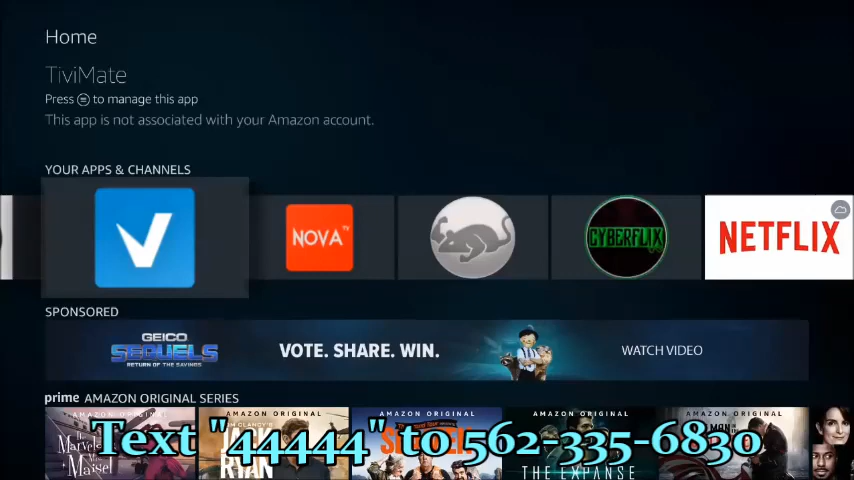 Home
TiviMate
Press to manage this app
This app is not associated with your Amazon account.
YOUR APPS & CHANNELS
NOVA TV
CYBERFLIX
NETFLIX
SPONSORED
GEICO
SEQUELS
RETURN OF THE SAVINGS
VOTE. SHARE. WIN.
WATCH VIDEO
prime AMAZON ORIGINAL SERIES
AMAZON ORIGINAL
AMAZON ORIGINAL
AMAZON ORIGINAL
AMAZON ORIGINAL
Maisel
RYAN
THE EXPANSE
Text "44444" to 562-335-6830